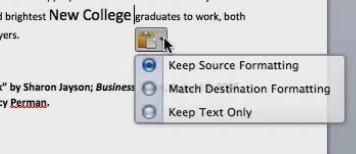 d brightest New College graduates to work, both
yers.
Keep Source Formatting
k" by Sharon Jayson; Business
Match Destination Formatting
cy Perman.
Keep Text Only